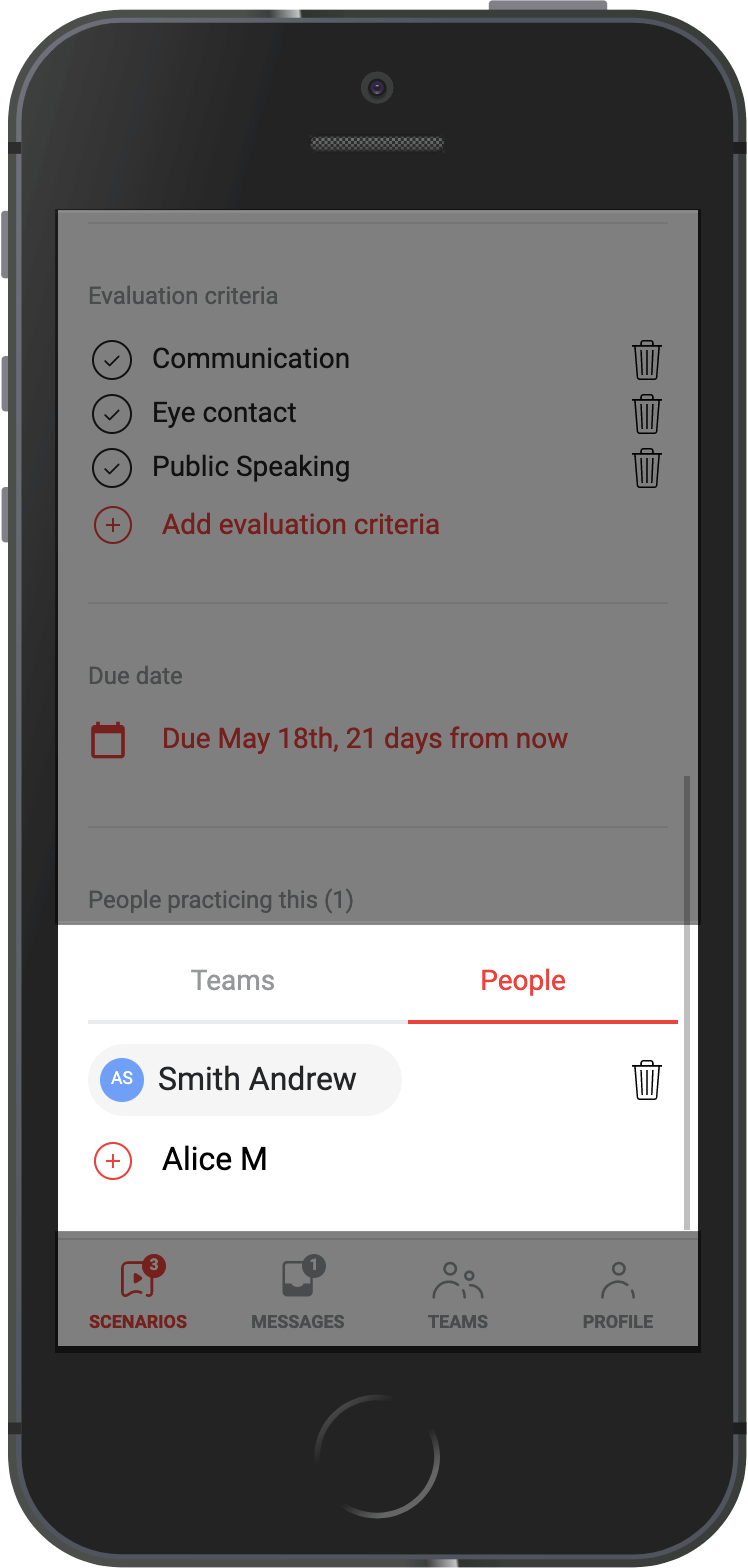 Evaluation criteria
Communication
Eye contact
Public Speaking
Add evaluation criteria
Due date
Due May 18th, 21 days from now
People practicing this (1)
Teams People
AS Smith Andrew
Alice M
3 1
SCENARIOS MESSAGES TEAMS PROFILE